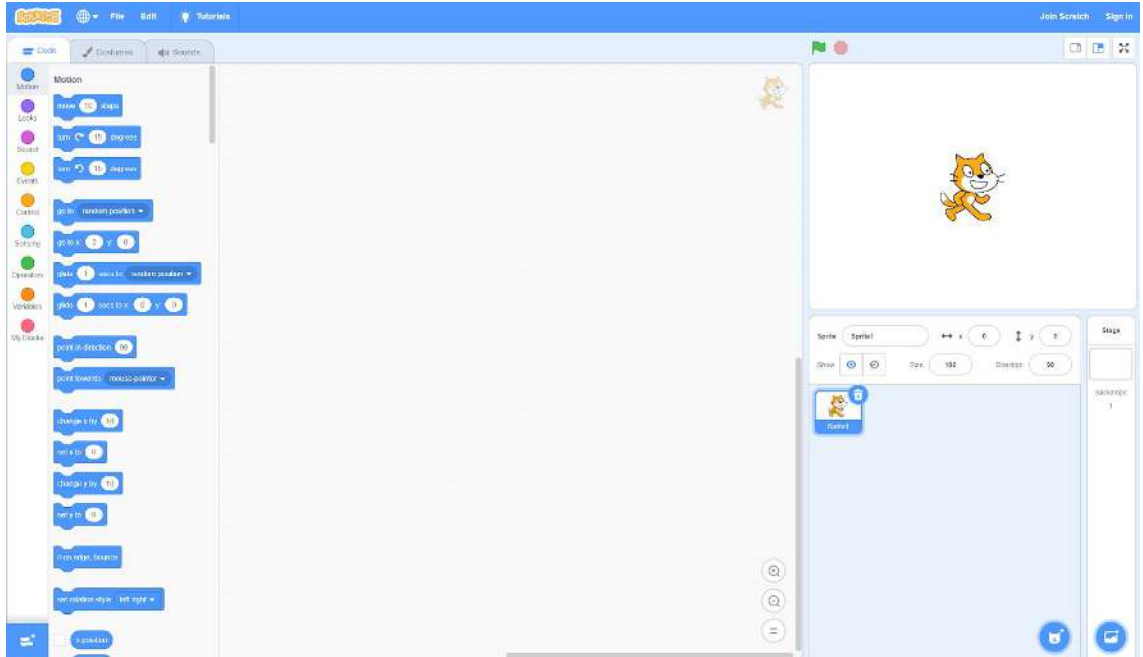 SCRATCH
File Edit Tutorials Join Scratch Sign in
Code Costumes Sounds
Motion
Looks
Sound
Events
Control
Sensing
Operators
Variables
My Blocks
Motion
move 10 steps
turn 15 degrees
turn 15 degrees
go to random position
go to x: 0 y: 0
glide 1 secs to random position
glide 1 secs to x: 0 y: 0
point in direction 90
point towards mouse-pointer
change x by 10
set x to 0
change y by 10
set y to 0
if on edge, bounce
set rotation style left-right
x position
Sprite Sprite1 x 0 y 0
Show Size 100 Direction 90
Sprite1
Stage
Backdrops
1